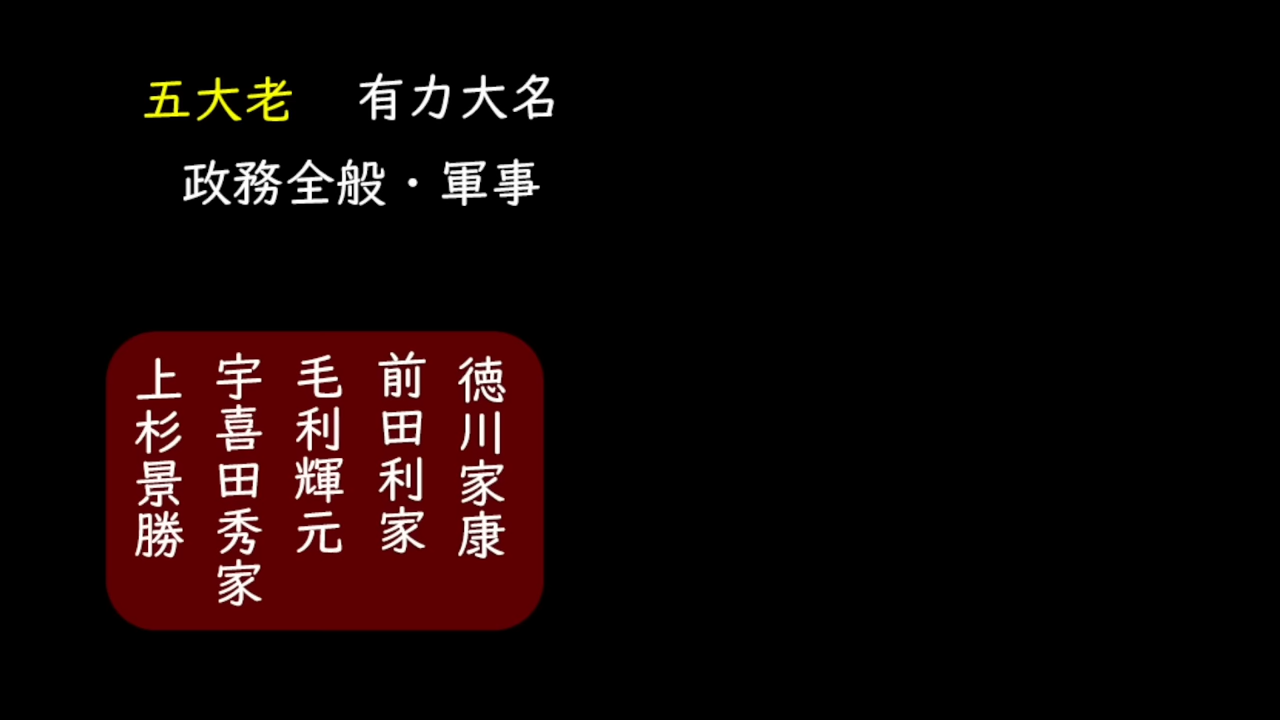 五大老 有力大名
政務全般・軍事
徳川家康
前田利家
毛利輝元
宇喜田秀家
上杉景勝